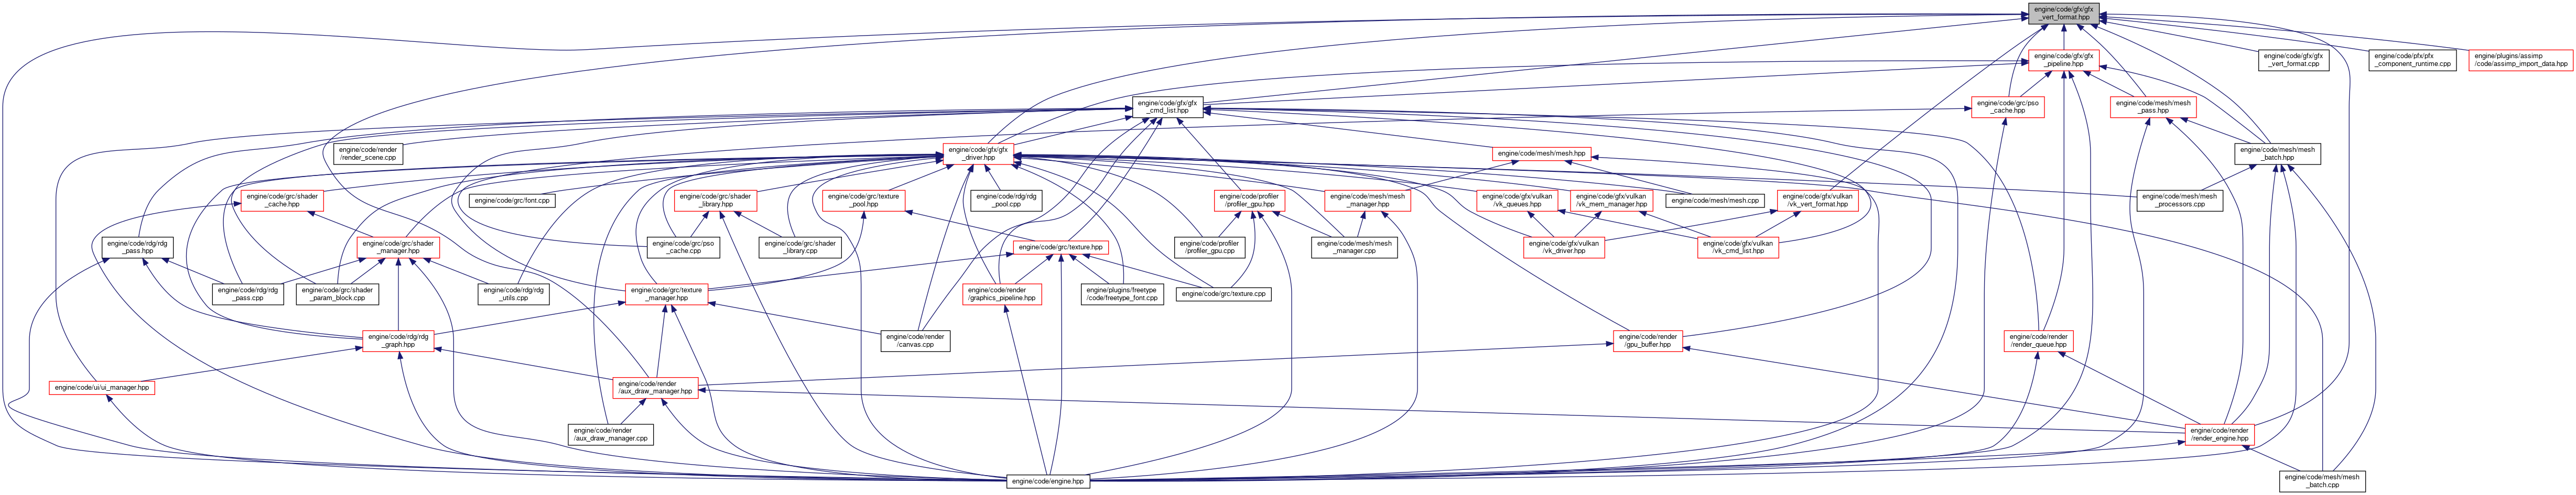 engine/code/gfx/gfx
_vert_format.hpp
engine/code/gfx/gfx
_pipeline.hpp
engine/code/gfx/gfx
_vert_format.cpp
engine/code/pfx/pfx
_component_runtime.cpp
engine/plugins/assimp
/code/assimp_import_data.hpp
engine/code/gfx/gfx
_cmd_list.hpp
engine/code/grc/pso
_cache.hpp
engine/code/mesh/mesh
_pass.hpp
engine/code/render
/render_scene.cpp
engine/code/gfx/gfx
_driver.hpp
engine/code/mesh/mesh.hpp
engine/code/mesh/mesh
_batch.hpp
engine/code/grc/shader
_cache.hpp
engine/code/grc/font.cpp
engine/code/grc/shader
_library.hpp
engine/code/grc/texture
_pool.hpp
engine/code/rdg/rdg
_pool.cpp
engine/code/profiler
/profiler_gpu.hpp
engine/code/mesh/mesh
_manager.hpp
engine/code/gfx/vulkan
/vk_queues.hpp
engine/code/gfx/vulkan
/vk_mem_manager.hpp
engine/code/mesh/mesh.cpp
engine/code/gfx/vulkan
/vk_vert_format.hpp
engine/code/mesh/mesh
_processors.cpp
engine/code/rdg/rdg
_pass.hpp
engine/code/grc/shader
_manager.hpp
engine/code/grc/pso
_cache.cpp
engine/code/grc/shader
_library.cpp
engine/code/grc/texture.hpp
engine/code/profiler
/profiler_gpu.cpp
engine/code/mesh/mesh
_manager.cpp
engine/code/gfx/vulkan
/vk_driver.hpp
engine/code/gfx/vulkan
/vk_cmd_list.hpp
engine/code/rdg/rdg
_pass.cpp
engine/code/grc/shader
_param_block.cpp
engine/code/rdg/rdg
_utils.cpp
engine/code/grc/texture
_manager.hpp
engine/code/render
/graphics_pipeline.hpp
engine/plugins/freetype
/code/freetype_font.cpp
engine/code/grc/texture.cpp
engine/code/rdg/rdg
_graph.hpp
engine/code/render
/canvas.cpp
engine/code/render
/gpu_buffer.hpp
engine/code/render
/render_queue.hpp
engine/code/ui/ui_manager.hpp
engine/code/render
/aux_draw_manager.hpp
engine/code/render
/aux_draw_manager.cpp
engine/code/render
/render_engine.hpp
engine/code/engine.hpp
engine/code/mesh/mesh
_batch.cpp